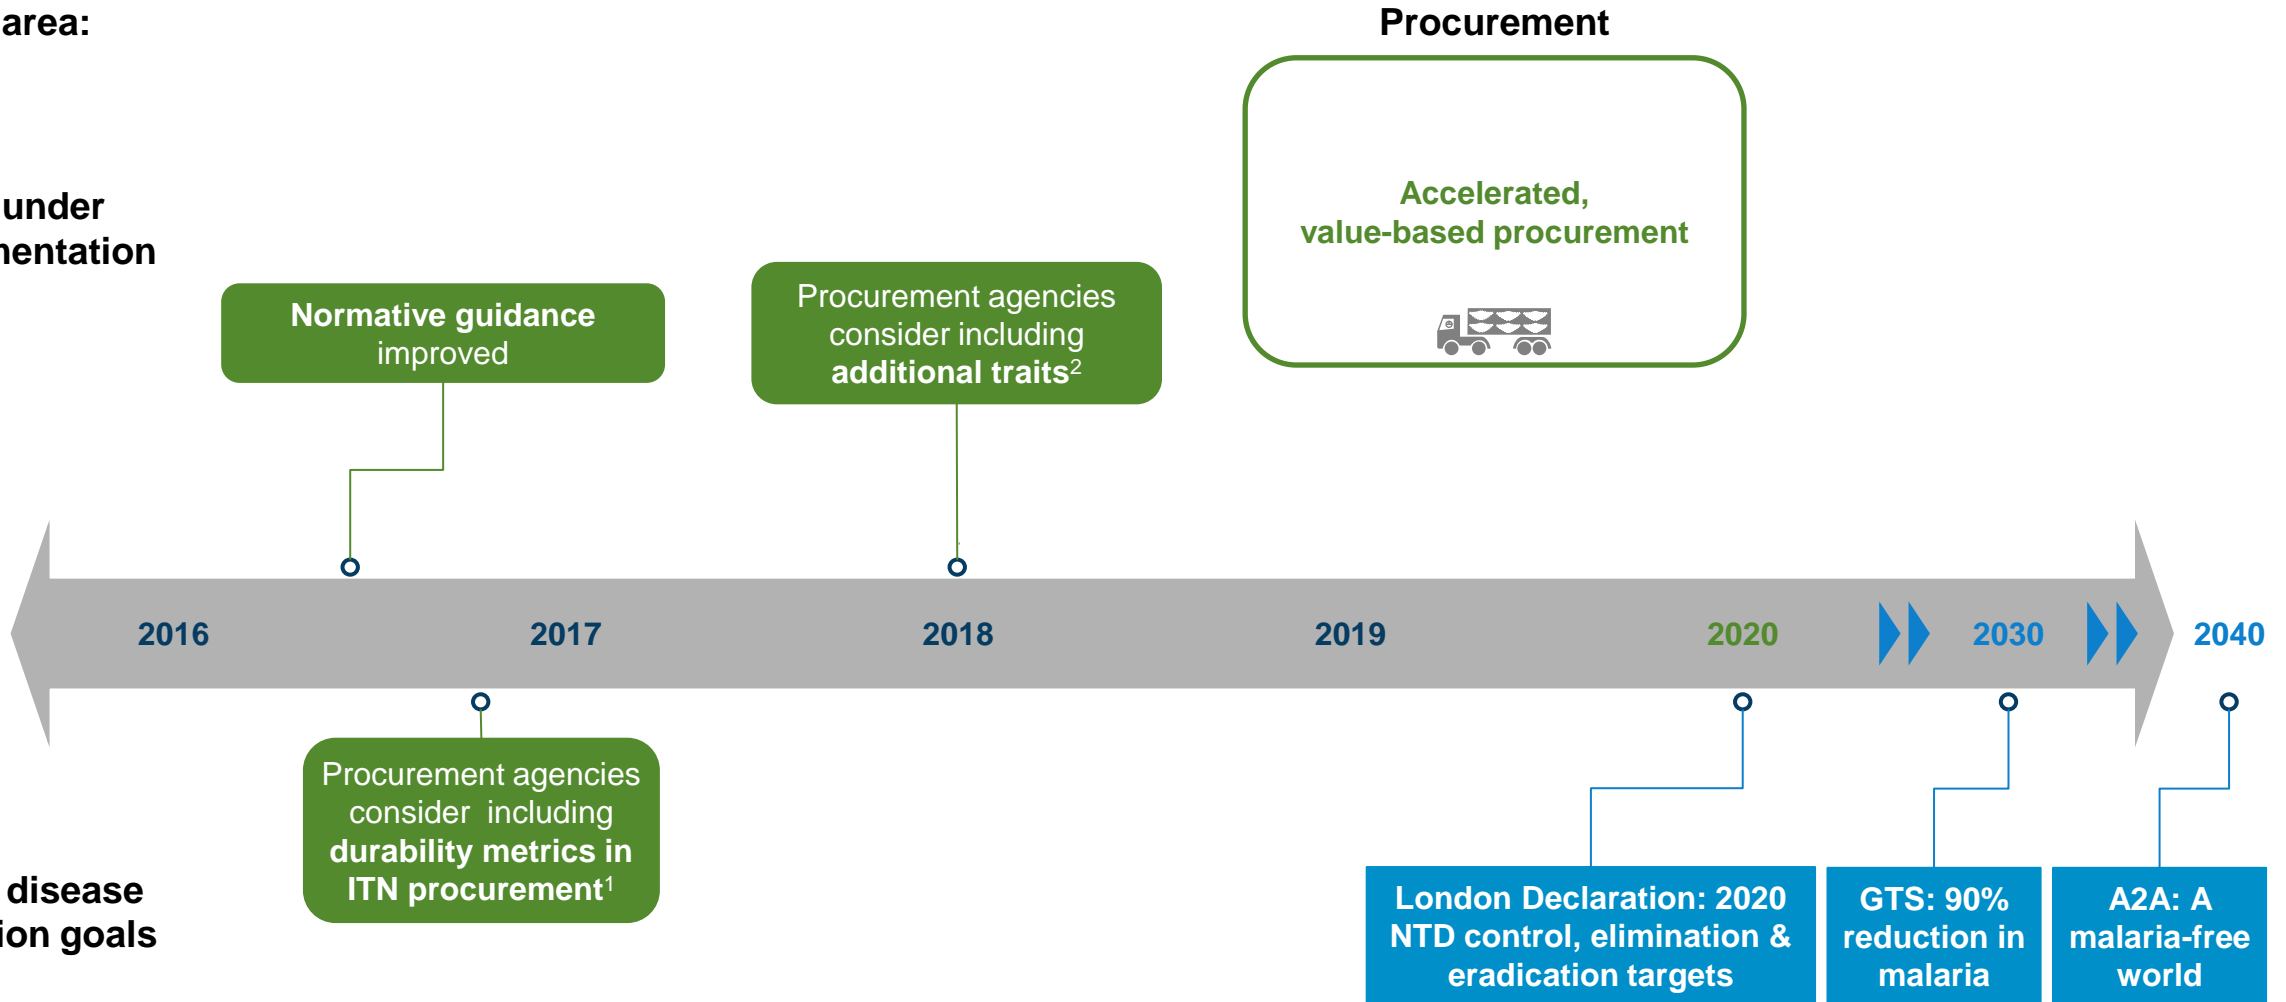 area:
Procurement
under
mentation
Accelerated,
value-based procurement
Normative guidance
improved
Procurement agencies
consider including
additional traits2
2016
2017
2018
2019
2020
2030
2040
Procurement agencies
consider including
durability metrics in
ITN procurement1
disease
ion goals
London Declaration: 2020
NTD control, elimination &
eradication targets
GTS: 90%
reduction in
malaria
A2A: A
malaria-free
world